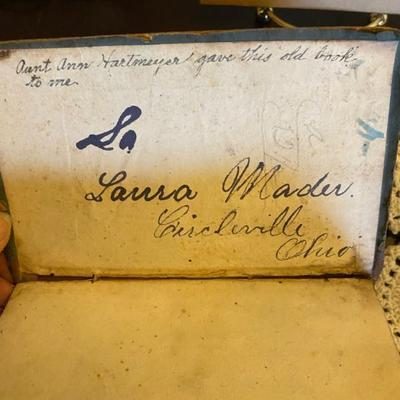 Aunt Ann Hartmeyer gave this old book
to me.
La
Laura Mader.
Circleville
Ohio